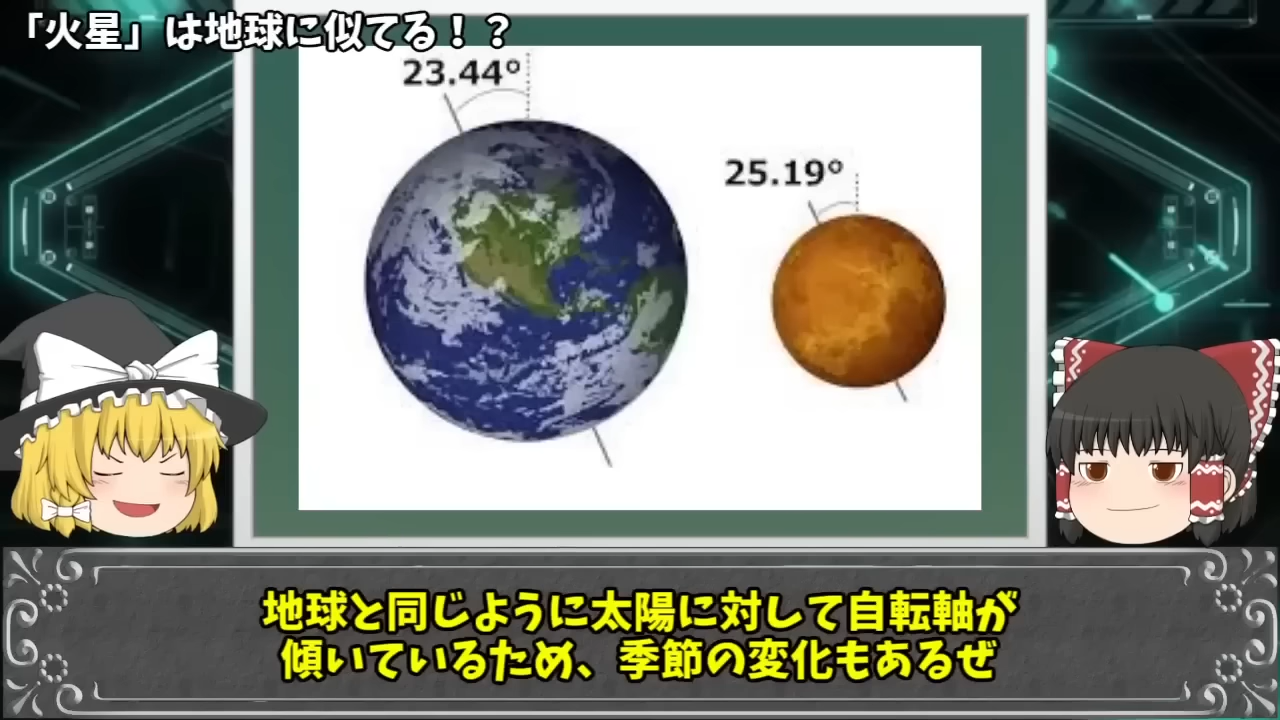 「火星」は地球に似てる！？
23.44°
25.19°
地球と同じように太陽に対して自転軸が
傾いているため、季節の変化もあるぜ